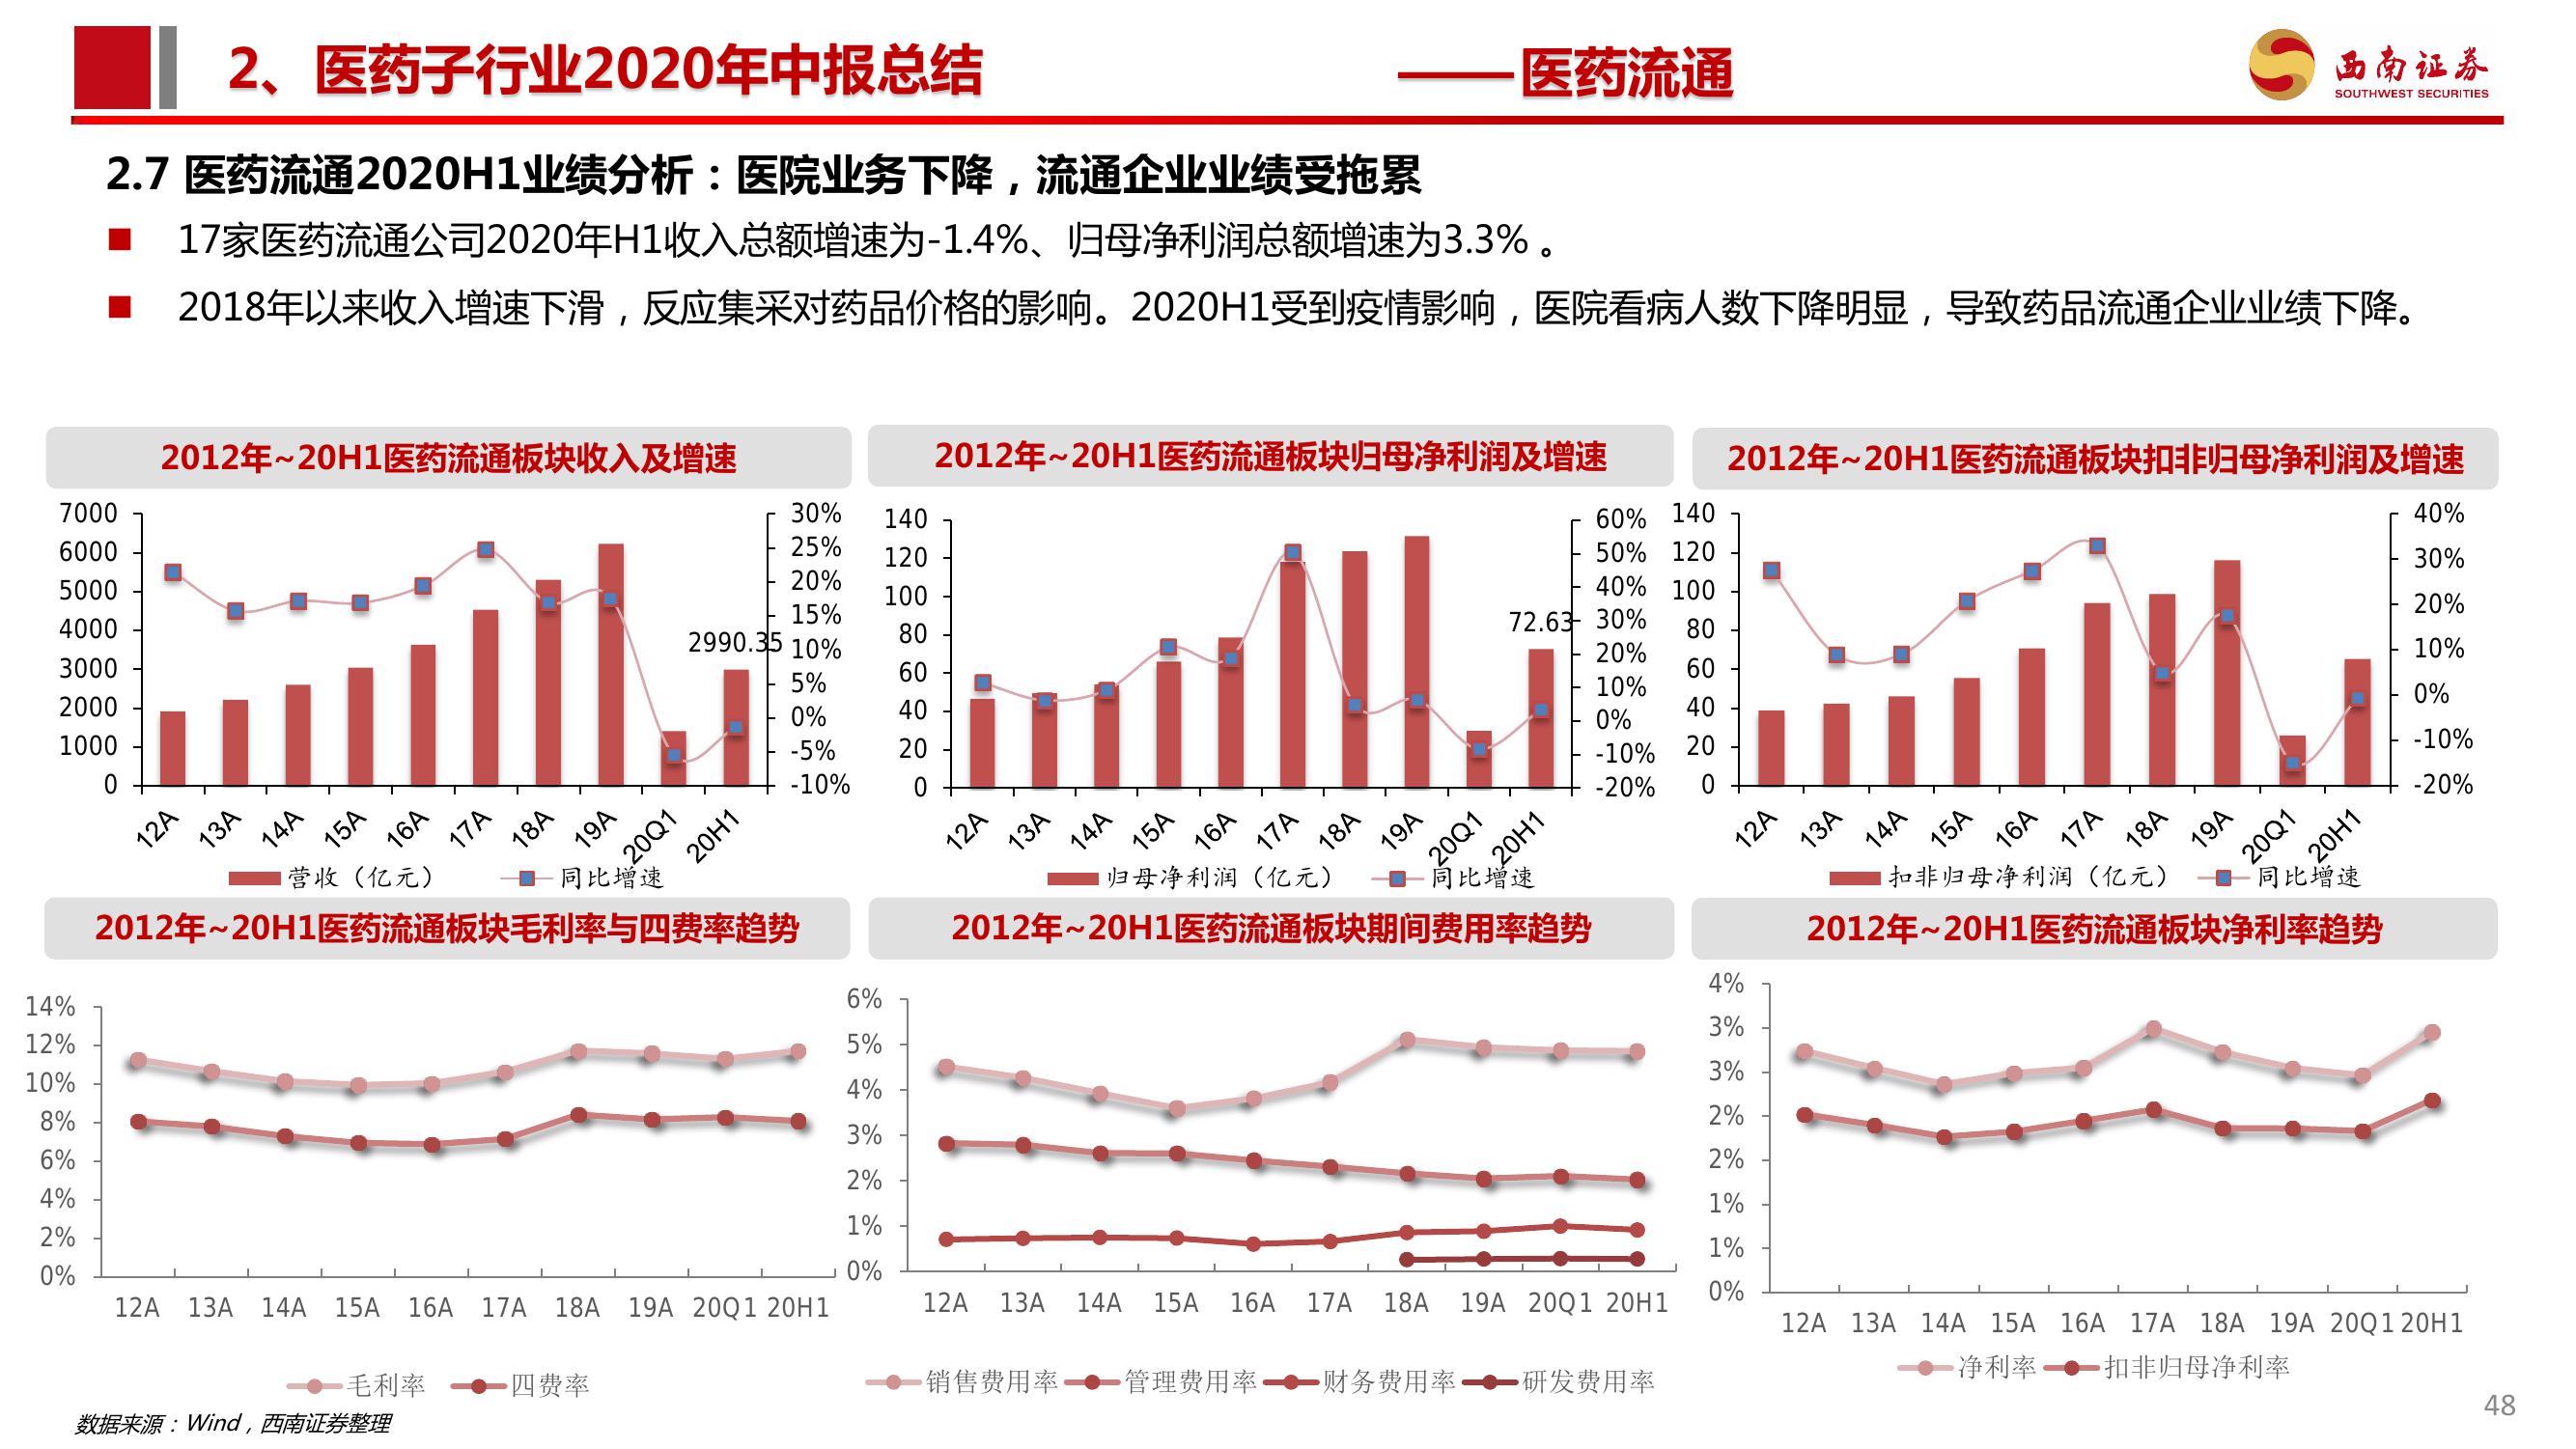 2、医药子行业2020年中报总结
——医药流通
西南证券
SOUTHWEST SECURITIES
2.7 医药流通2020H1业绩分析：医院业务下降，流通企业业绩受拖累
17家医药流通公司2020年H1收入总额增速为-1.4%、归母净利润总额增速为3.3% 。
2018年以来收入增速下滑，反应集采对药品价格的影响。2020H1受到疫情影响，医院看病人数下降明显，导致药品流通企业业绩下降。
2012年~20H1医药流通板块收入及增速
7000
6000
5000
4000
3000
2000
1000
0
30%
25%
20%
15%
10%
5%
0%
-5%
-10%
2990.35
12A 13A 14A 15A 16A 17A 18A 19A 20Q1 20H1
营收（亿元） 同比增速
2012年~20H1医药流通板块归母净利润及增速
140
120
100
80
60
40
20
0
60%
50%
40%
30%
20%
10%
0%
-10%
-20%
72.63
12A 13A 14A 15A 16A 17A 18A 19A 20Q1 20H1
归母净利润（亿元） 同比增速
2012年~20H1医药流通板块扣非归母净利润及增速
140
120
100
80
60
40
20
0
40%
30%
20%
10%
0%
-10%
-20%
12A 13A 14A 15A 16A 17A 18A 19A 20Q1 20H1
扣非归母净利润（亿元） 同比增速
2012年~20H1医药流通板块毛利率与四费率趋势
14%
12%
10%
8%
6%
4%
2%
0%
12A 13A 14A 15A 16A 17A 18A 19A 20Q1 20H1
毛利率 四费率
2012年~20H1医药流通板块期间费用率趋势
6%
5%
4%
3%
2%
1%
0%
12A 13A 14A 15A 16A 17A 18A 19A 20Q1 20H1
销售费用率 管理费用率 财务费用率 研发费用率
2012年~20H1医药流通板块净利率趋势
4%
3%
3%
2%
2%
1%
1%
0%
12A 13A 14A 15A 16A 17A 18A 19A 20Q1 20H1
净利率 扣非归母净利率
数据来源：Wind，西南证券整理
48